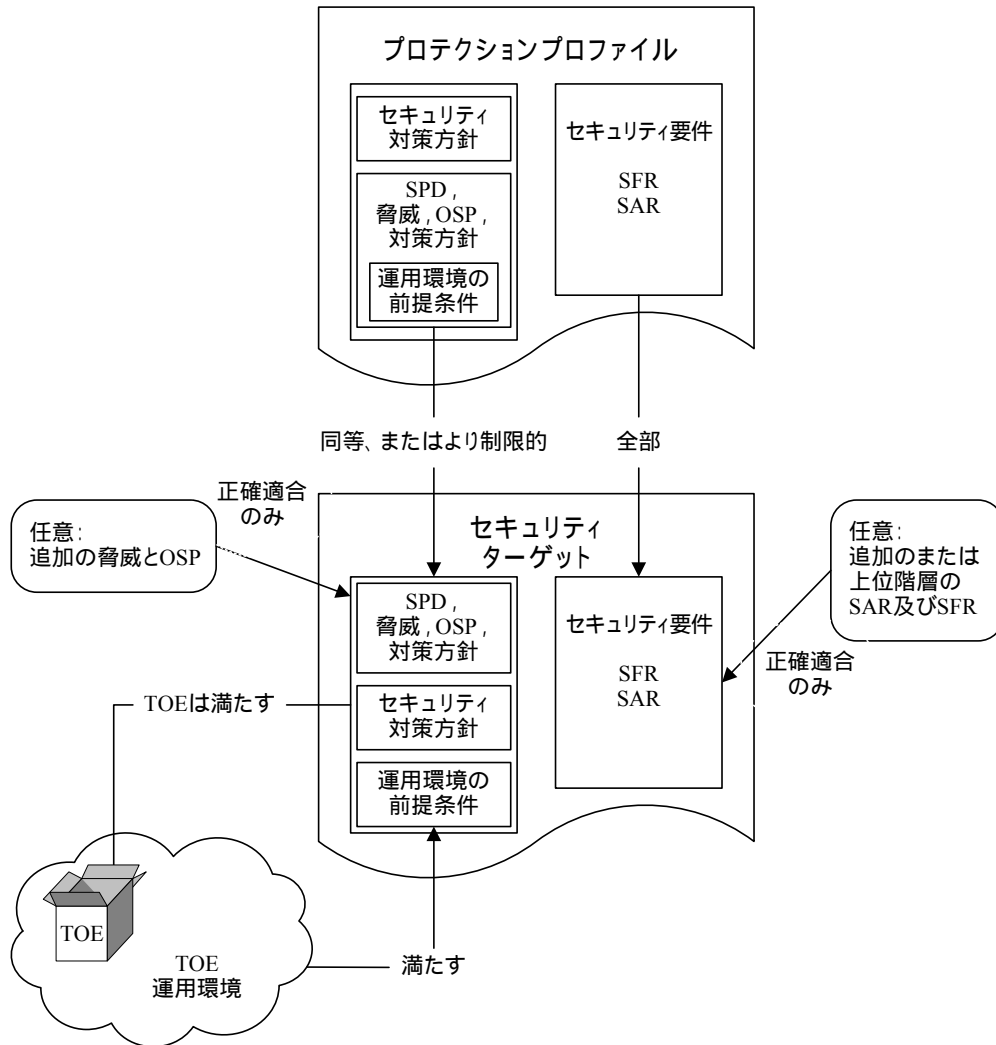 プロテクションプロファイル
セキュリティ
対策方針
SPD ,
脅威 , OSP ,
対策方針
運用環境の
前提条件
セキュリティ要件
SFR
SAR
同等、またはより制限的
全部
正確適合
のみ
任意:
追加の脅威とOSP
セキュリティ
ターゲット
任意:
追加のまたは
上位階層の
SAR及びSFR
SPD ,
脅威 , OSP ,
対策方針
セキュリティ要件
SFR
SAR
正確適合
のみ
TOEは満たす
セキュリティ
対策方針
運用環境の
前提条件
TOE
TOE
運用環境
満たす